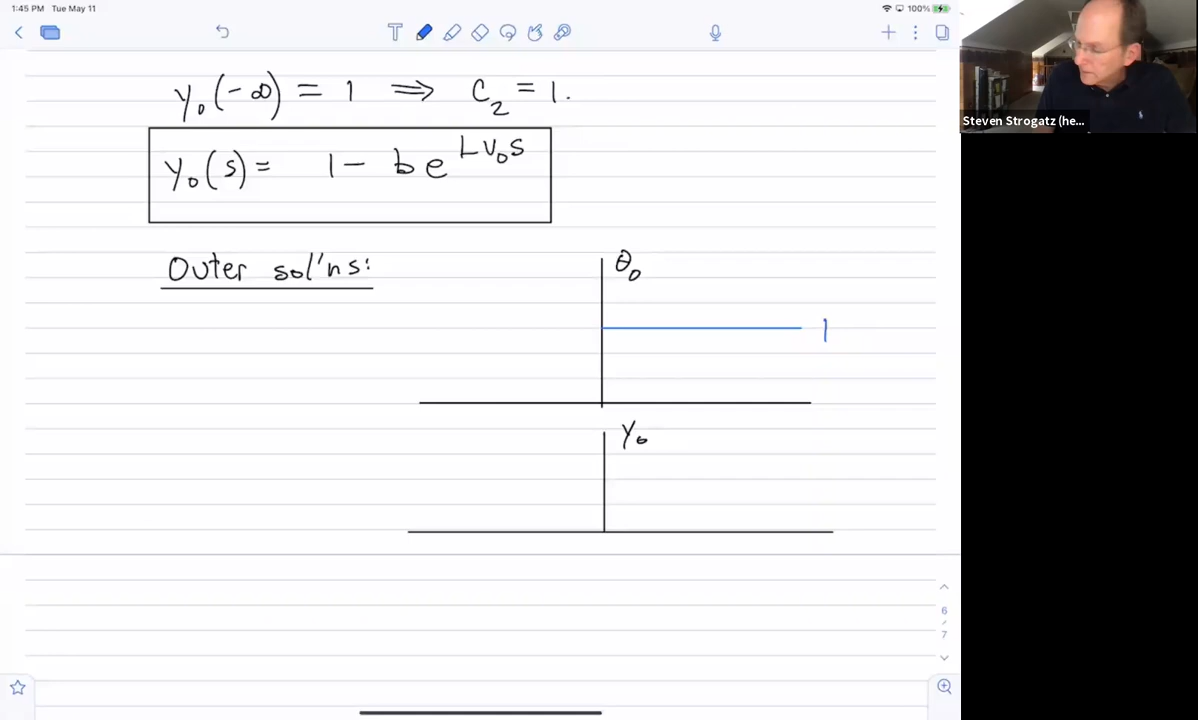 1:45 PM Tue May 11
100%
y₀(-∞) = 1 ⟹ C₂ = 1.
y₀(s) = 1 - b e^{Lv₀s}
Outer sol'ns:
θ₀
1
y₀
6
/
7
Steven Strogatz (he...